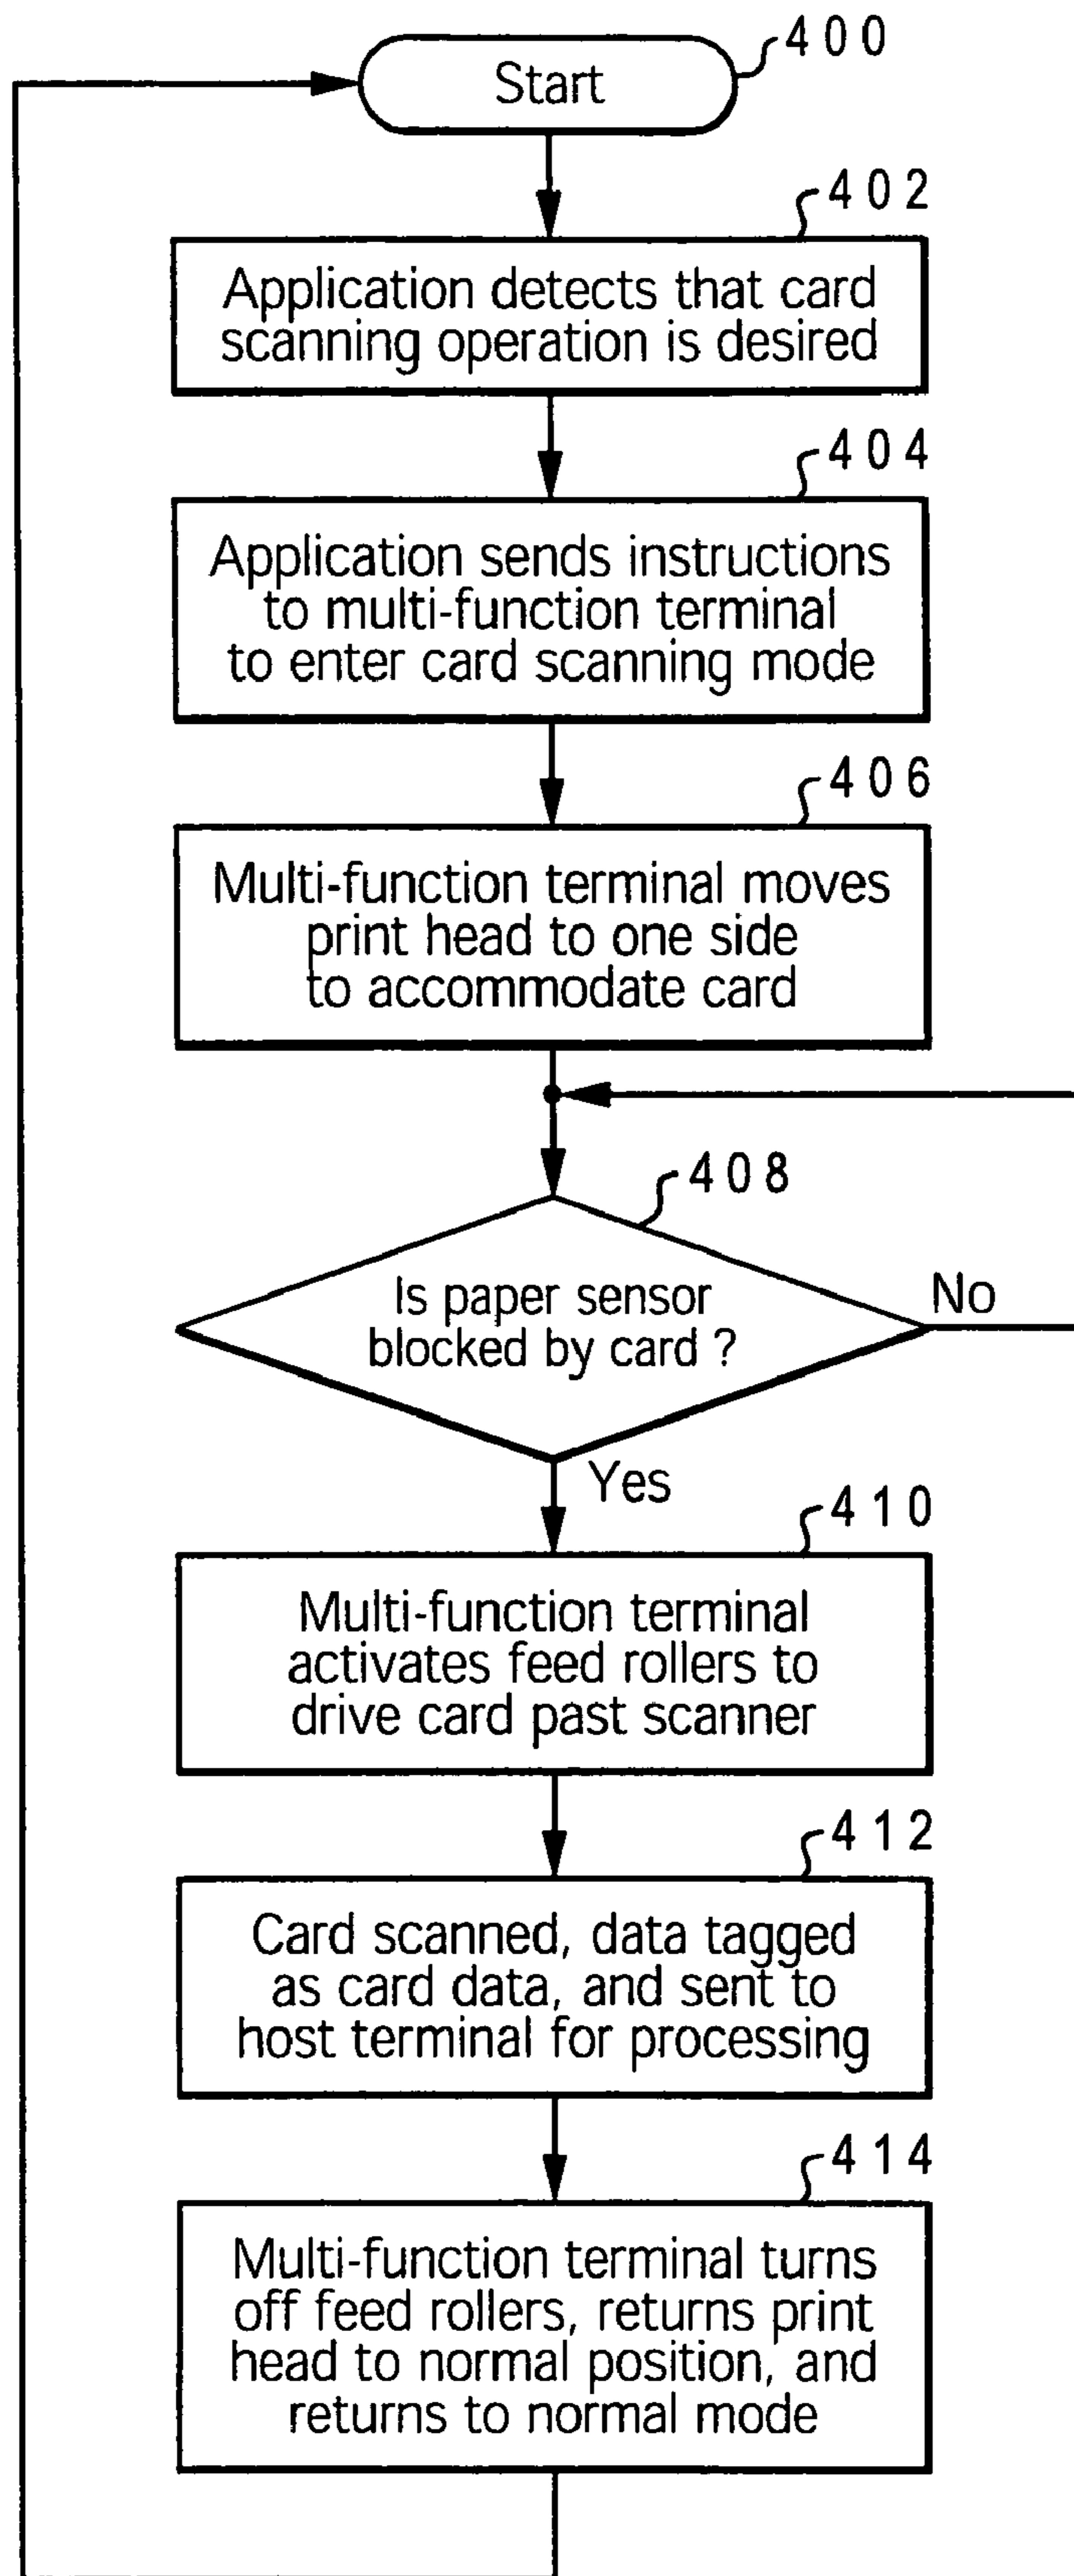 400
Start
402
Application detects that card
scanning operation is desired
404
Application sends instructions
to multi-function terminal
to enter card scanning mode
406
Multi-function terminal moves
print head to one side
to accommodate card
408
Is paper sensor
blocked by card ?
No
Yes
410
Multi-function terminal
activates feed rollers to
drive card past scanner
412
Card scanned, data tagged
as card data, and sent to
host terminal for processing
414
Multi-function terminal turns
off feed rollers, returns print
head to normal position, and
returns to normal mode